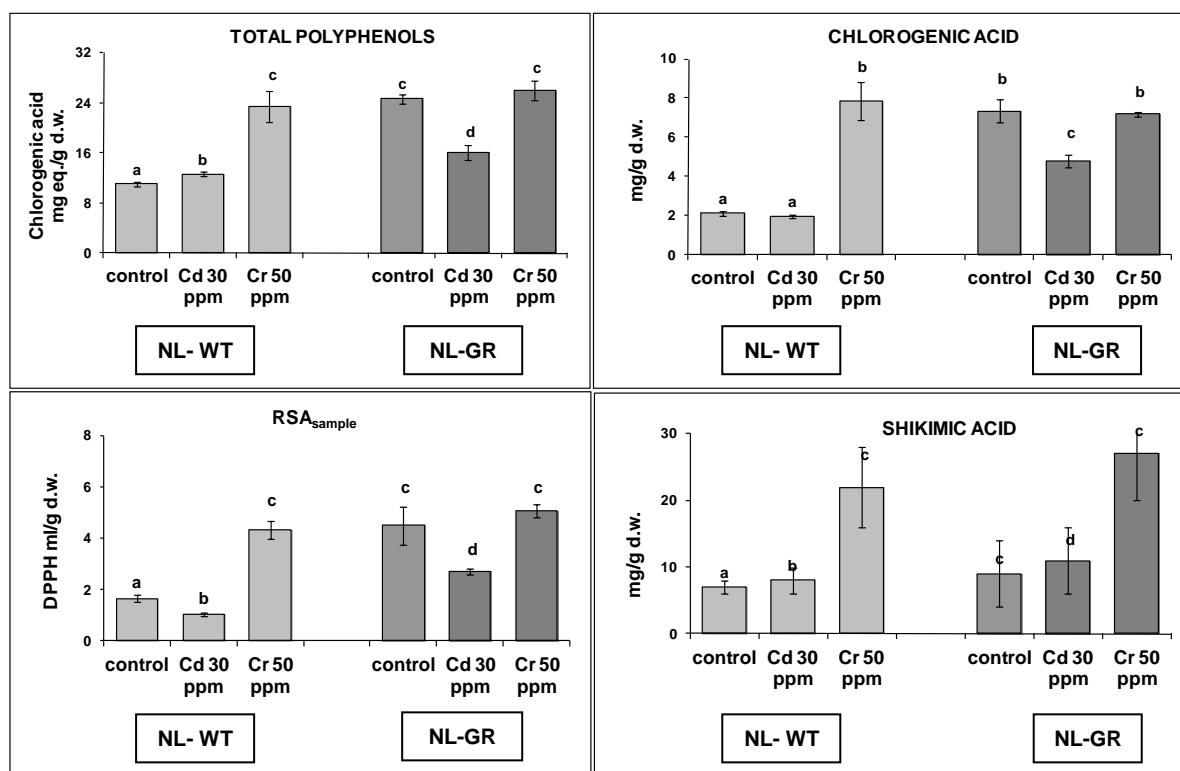 TOTAL POLYPHENOLS
Chlorogenic acid
mg eq./g d.w.
32
24
16
8
0
a
b
c
c
d
c
control
Cd 30
ppm
Cr 50
ppm
control
Cd 30
ppm
Cr 50
ppm
NL- WT
NL-GR
CHLOROGENIC ACID
mg/g d.w.
10
8
6
4
2
0
a
a
b
b
c
b
control
Cd 30
ppm
Cr 50
ppm
control
Cd 30
ppm
Cr 50
ppm
NL- WT
NL-GR
RSAsample
DPPH ml/g d.w.
8
6
4
2
0
a
b
c
c
d
c
control
Cd 30
ppm
Cr 50
ppm
control
Cd 30
ppm
Cr 50
ppm
NL- WT
NL-GR
SHIKIMIC ACID
mg/g d.w.
30
20
10
0
a
b
c
c
d
c
control
Cd 30
ppm
Cr 50
ppm
control
Cd 30
ppm
Cr 50
ppm
NL- WT
NL-GR